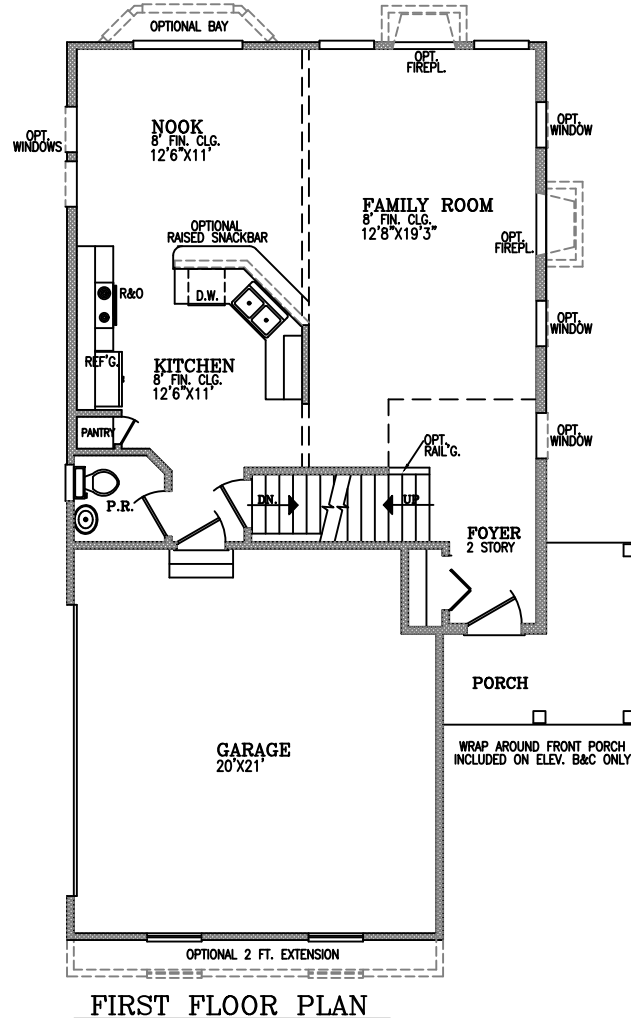 OPTIONAL BAY
OPT.
FIREPL.
NOOK
8' FIN. CLG.
12'6"X11'
OPT.
WINDOWS
OPT.
WINDOW
FAMILY ROOM
8' FIN. CLG.
12'8"X19'3"
OPTIONAL
RAISED SNACKBAR
OPT.
FIREPL.
R&O
D.W.
OPT.
WINDOW
REF'G.
KITCHEN
8' FIN. CLG.
12'6"X11'
PANTRY
OPT.
RAIL'G.
OPT.
WINDOW
P.R.
DN.
UP
FOYER
2 STORY
PORCH
GARAGE
20'X21'
WRAP AROUND FRONT PORCH
INCLUDED ON ELEV. B&C ONLY
OPTIONAL 2 FT. EXTENSION
FIRST FLOOR PLAN